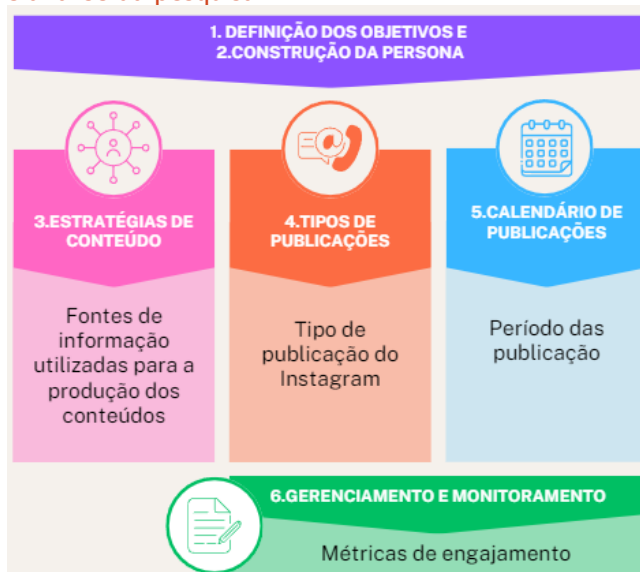 1. DEFINIÇÃO DOS OBJETIVOS E
2.CONSTRUÇÃO DA PERSONA
3.ESTRATÉGIAS DE
CONTEÚDO
Fontes de
informação
utilizadas para a
produção dos
conteúdos
4.TIPOS DE
PUBLICAÇÕES
Tipo de
publicação do
Instagram
5.CALENDÁRIO DE
PUBLICAÇÕES
Período das
publicação
6.GERENCIAMENTO E MONITORAMENTO
Métricas de engajamento